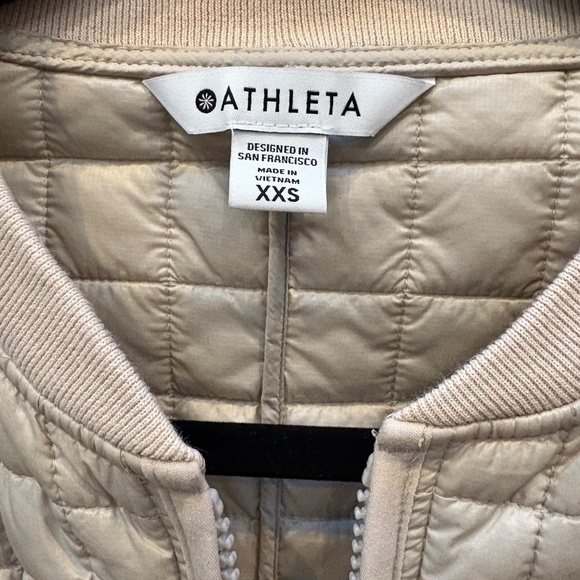 ATHLETA
DESIGNED IN
SAN FRANCISCO
MADE IN
VIETNAM
XXS